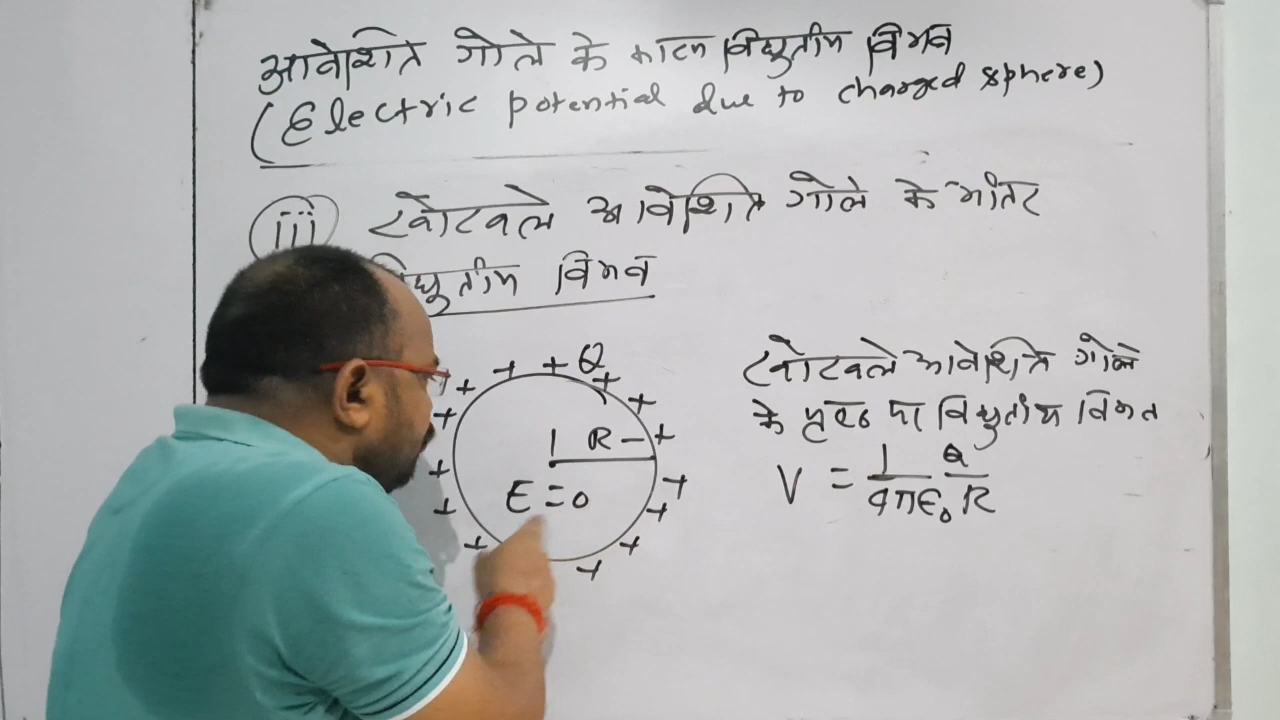 आवेशित गोले के कारण विद्युतीय विभव
(Electric potential due to charged sphere)
iii खोखले आवेशित गोले के भीतर
विद्युतीय विभव
+ + + Q + + + + + + + + + + + + +
R
E = 0
खोखले आवेशित गोले
के पृष्ठ पर विद्युतीय विभव
V = 1/4πε₀ Q/R